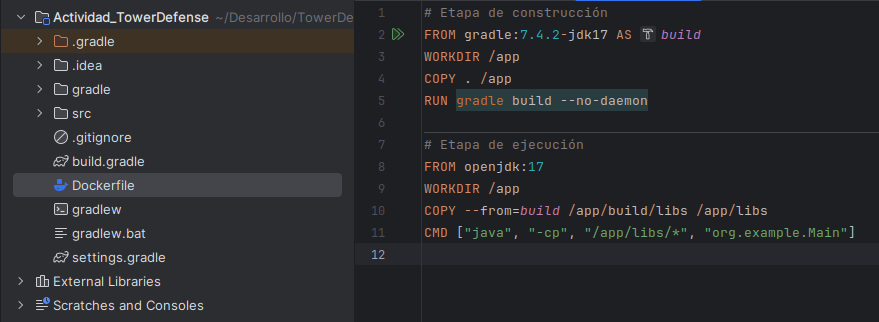 Actividad_TowerDefense ~/Desarrollo/TowerDe
.gradle
.idea
gradle
src
.gitignore
build.gradle
Dockerfile
gradlew
gradlew.bat
settings.gradle
External Libraries
Scratches and Consoles
1 # Etapa de construcción
2 FROM gradle:7.4.2-jdk17 AS build
3 WORKDIR /app
4 COPY . /app
5 RUN gradle build --no-daemon
6
7 # Etapa de ejecución
8 FROM openjdk:17
9 WORKDIR /app
10 COPY --from=build /app/build/libs /app/libs
11 CMD ["java", "-cp", "/app/libs/*", "org.example.Main"]
12